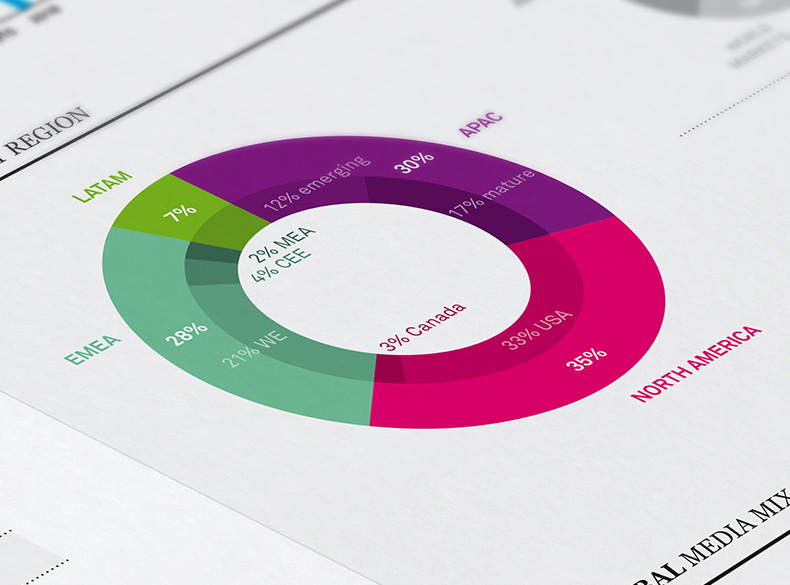 REGION
WORLD
MARKETS
APAC
30%
12% emerging
17% mature
LATAM
7%
2% MEA
4% CEE
3% Canada
33% USA
EMEA
28%
21% WE
35%
NORTH AMERICA
MEDIA MIX